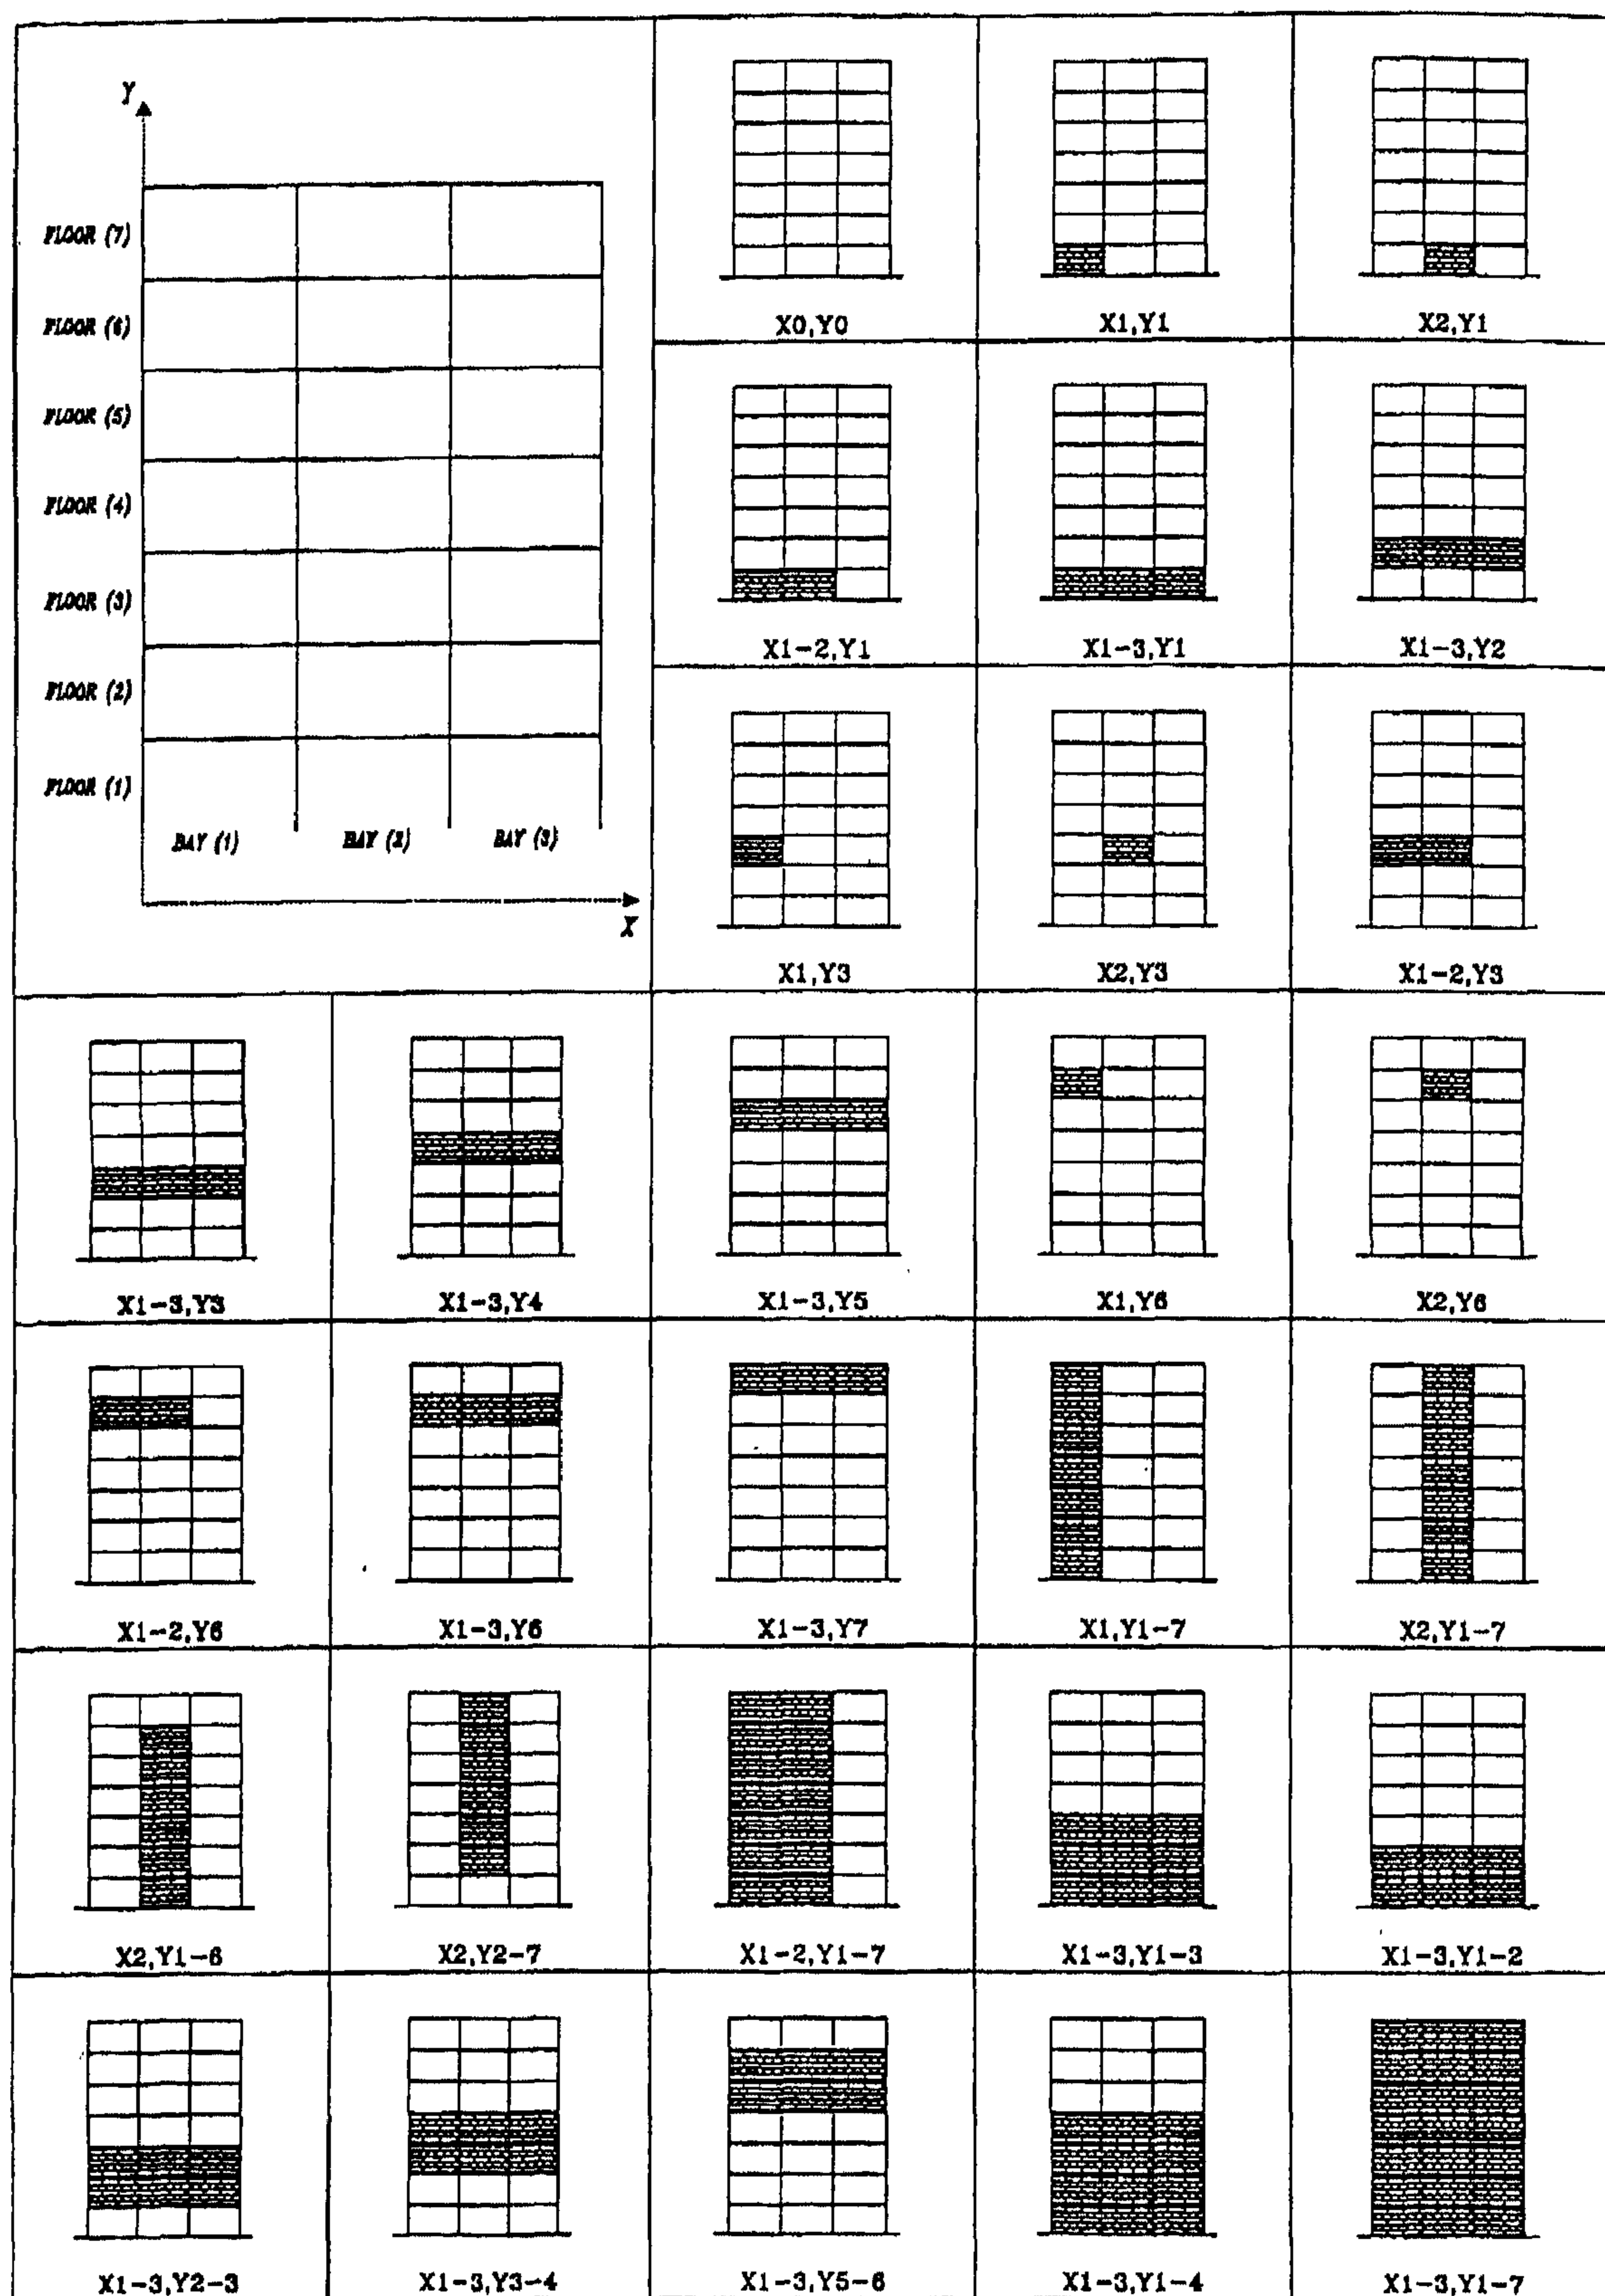 Y
FLOOR (7)
FLOOR (6)
FLOOR (5)
FLOOR (4)
FLOOR (3)
FLOOR (2)
FLOOR (1)
BAY (1) BAY (2) BAY (3)
X
X0,Y0 X1,Y1 X2,Y1
X1-2,Y1 X1-3,Y1 X1-3,Y2
X1,Y3 X2,Y3 X1-2,Y3
X1-3,Y3 X1-3,Y4 X1-3,Y5 X1,Y6 X2,Y6
X1-2,Y6 X1-3,Y6 X1-3,Y7 X1,Y1-7 X2,Y1-7
X2,Y1-6 X2,Y2-7 X1-2,Y1-7 X1-3,Y1-3 X1-3,Y1-2
X1-3,Y2-3 X1-3,Y3-4 X1-3,Y5-6 X1-3,Y1-4 X1-3,Y1-7